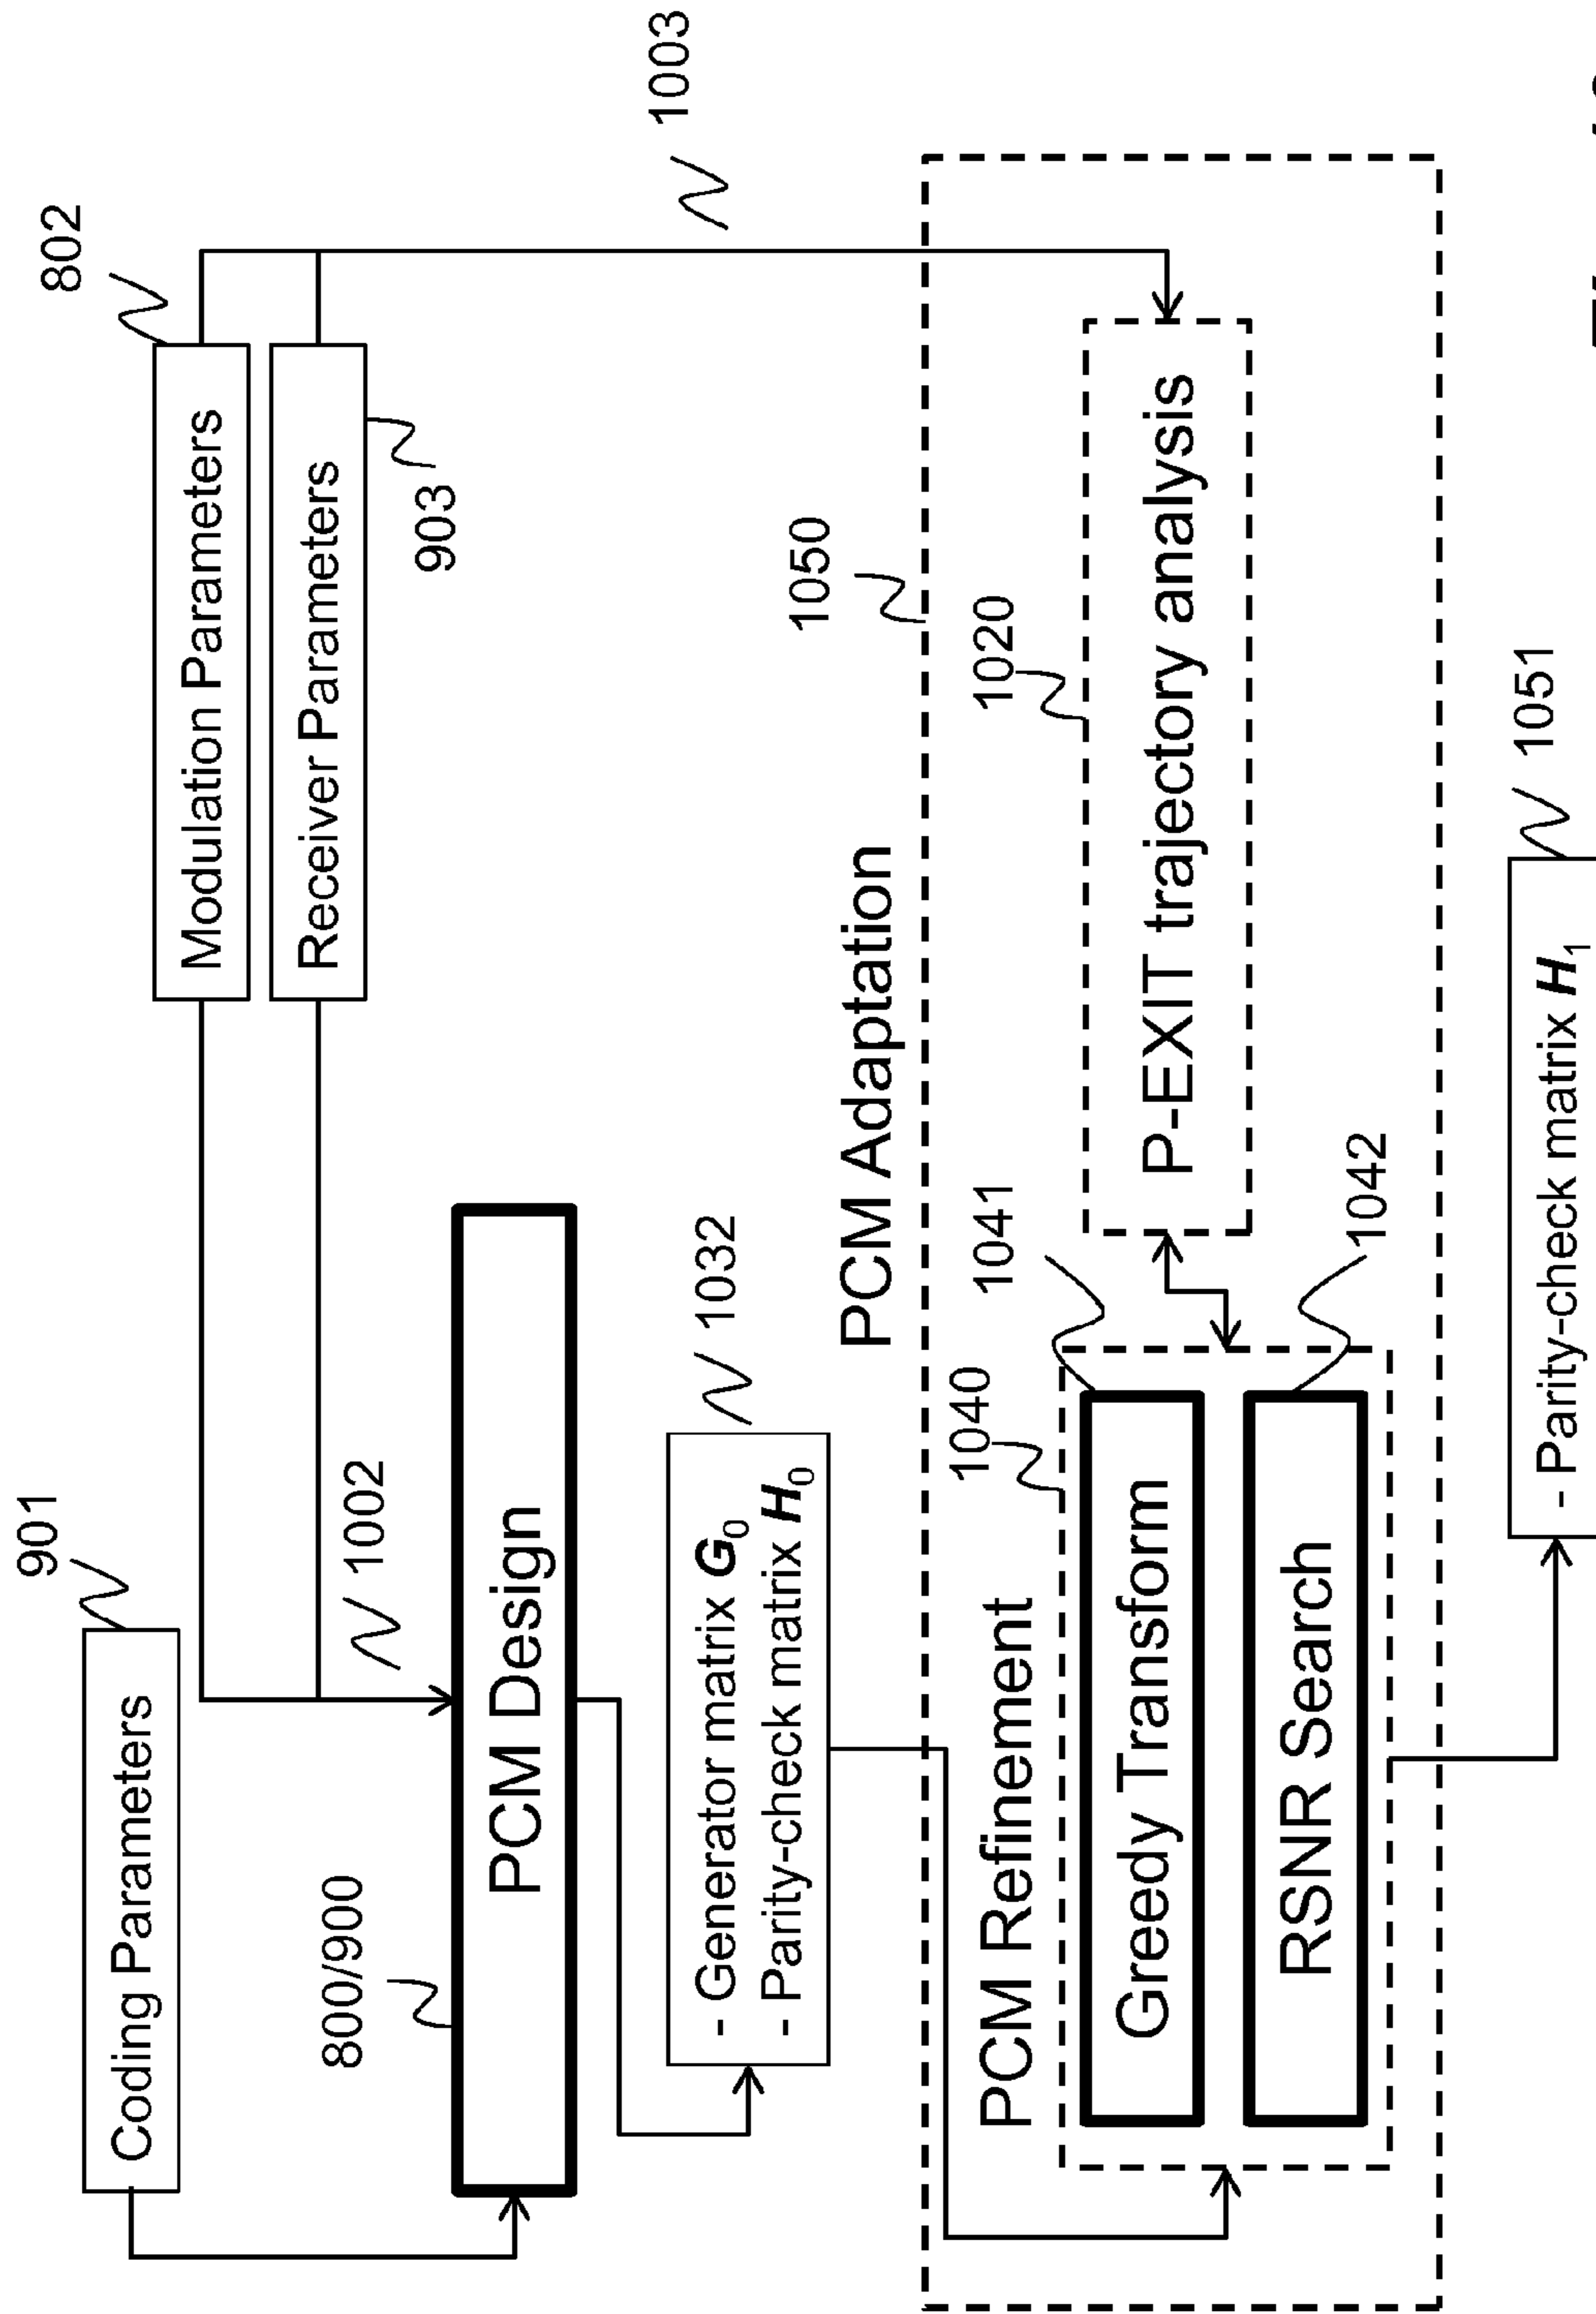 901
Coding Parameters
802
Modulation Parameters
Receiver Parameters
903
1002
1003
800/900
PCM Design
1032
- Generator matrix G0
- Parity-check matrix H0
PCM Adaptation
1050
PCM Refinement
1040
1041
Greedy Transform
RSNR Search
1042
1020
P-EXIT trajectory analysis
1051
- Parity-check matrix H1